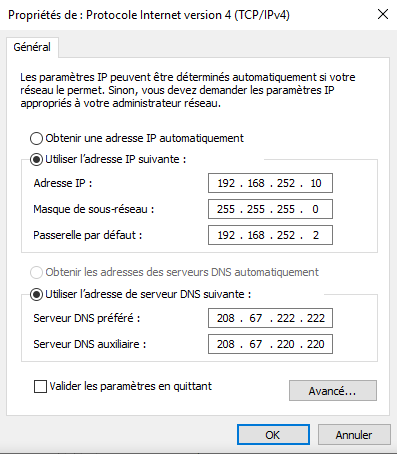 Propriétés de : Protocole Internet version 4 (TCP/IPv4)
Général
Les paramètres IP peuvent être déterminés automatiquement si votre
réseau le permet. Sinon, vous devez demander les paramètres IP
appropriés à votre administrateur réseau.
Obtenir une adresse IP automatiquement
Utiliser l'adresse IP suivante :
Adresse IP : 192 . 168 . 252 . 10
Masque de sous-réseau : 255 . 255 . 255 . 0
Passerelle par défaut : 192 . 168 . 252 . 2
Obtenir les adresses des serveurs DNS automatiquement
Utiliser l'adresse de serveur DNS suivante :
Serveur DNS préféré : 208 . 67 . 222 . 222
Serveur DNS auxiliaire : 208 . 67 . 220 . 220
Valider les paramètres en quittant
Avancé...
OK Annuler